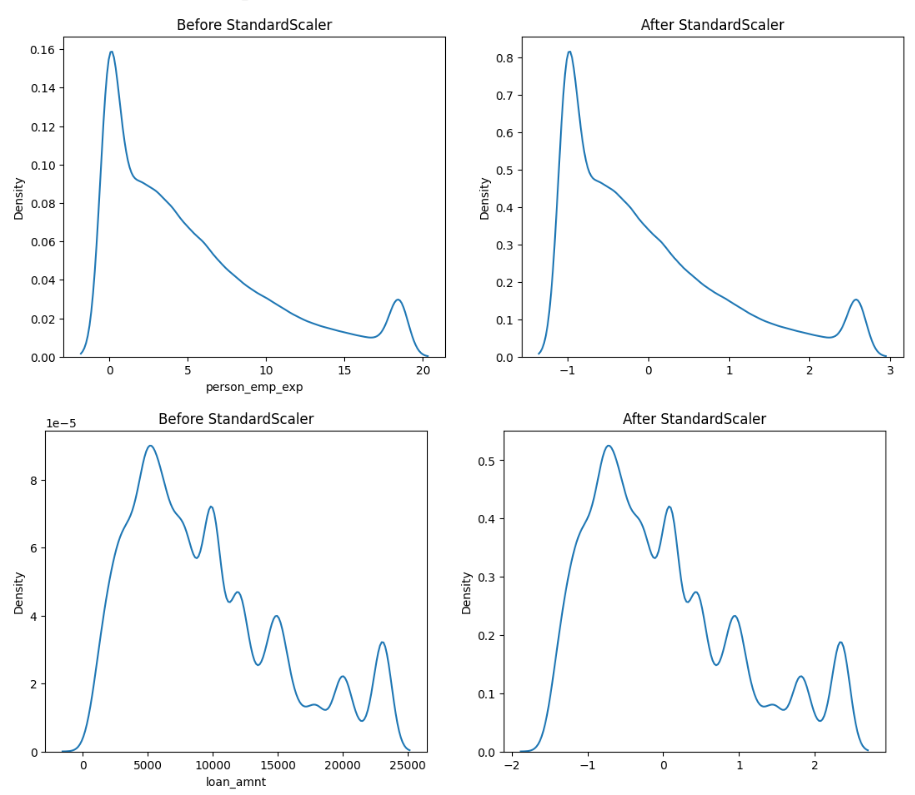 Before StandardScaler
After StandardScaler
0.16
0.14
0.12
0.10
0.08
0.06
0.04
0.02
0.00
Density
0 5 10 15 20
person_emp_exp
0.8
0.7
0.6
0.5
0.4
0.3
0.2
0.1
0.0
Density
−1 0 1 2 3
Before StandardScaler
After StandardScaler
1e−5
8
6
4
2
0
Density
0 5000 10000 15000 20000 25000
loan_amnt
0.5
0.4
0.3
0.2
0.1
0.0
Density
−2 −1 0 1 2